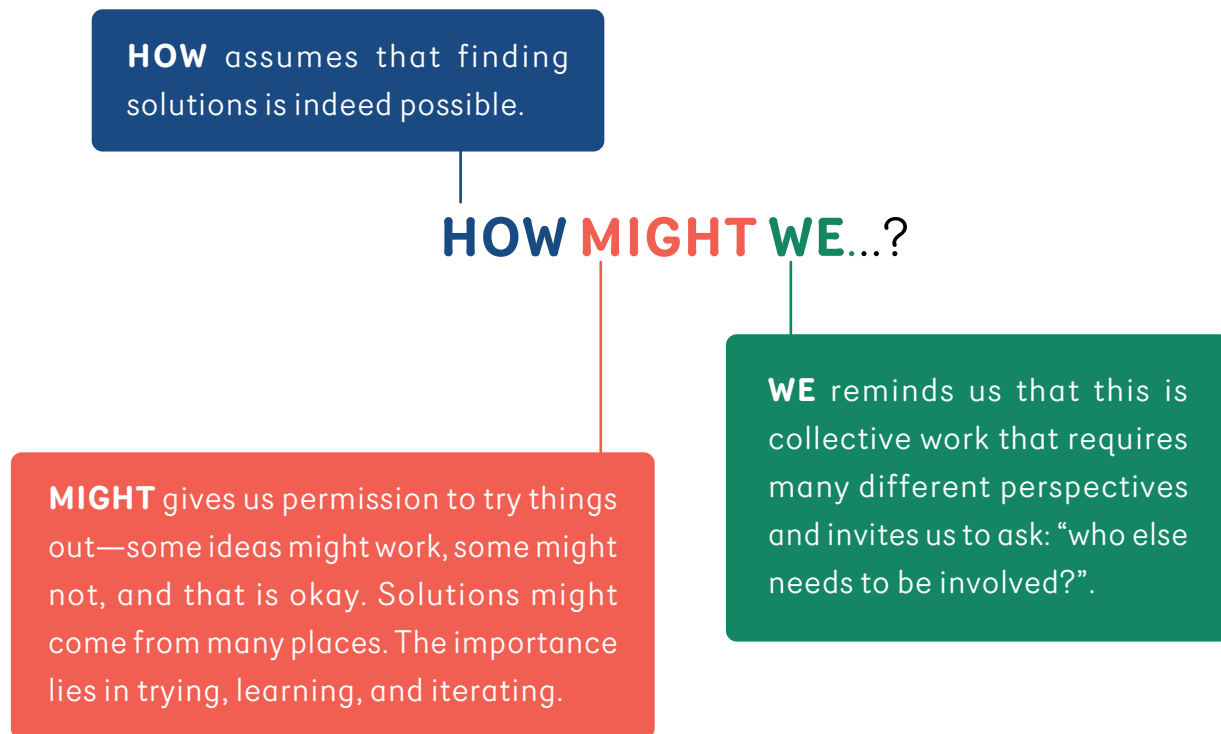 HOW assumes that finding
solutions is indeed possible.
HOW MIGHT WE...?
MIGHT gives us permission to try things
out—some ideas might work, some might
not, and that is okay. Solutions might
come from many places. The importance
lies in trying, learning, and iterating.
WE reminds us that this is
collective work that requires
many different perspectives
and invites us to ask: “who else
needs to be involved?”.